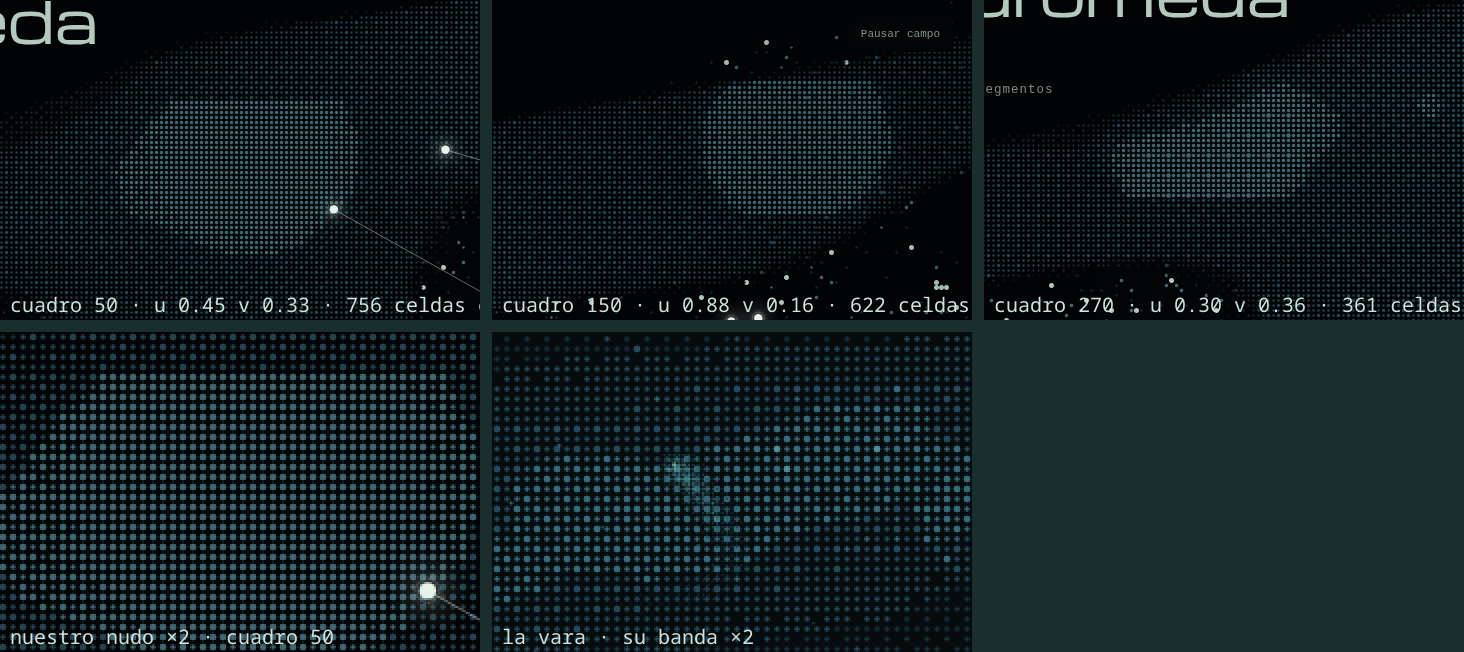 eda
Pausar campo
dromeda
egmentos
cuadro 50 · u 0.45 v 0.33 · 756 celdas
cuadro 150 · u 0.88 v 0.16 · 622 celdas
cuadro 270 · u 0.30 v 0.36 · 361 celdas
nuestro nudo ×2 · cuadro 50
la vara · su banda ×2